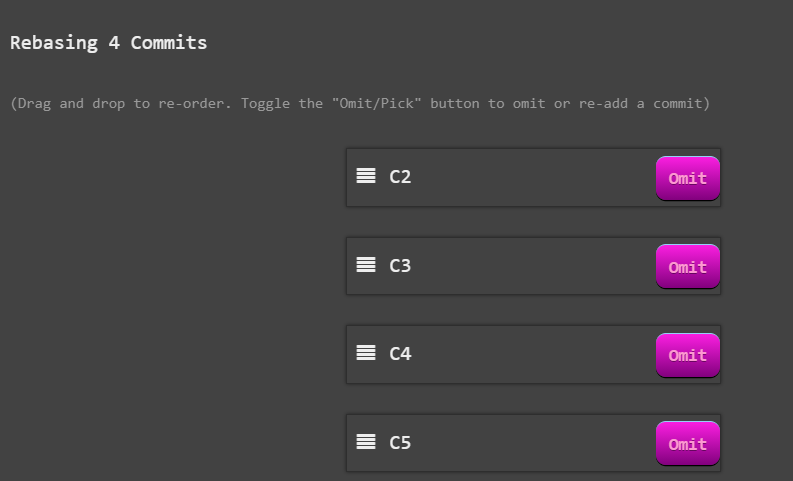 Rebasing 4 Commits
(Drag and drop to re-order. Toggle the "Omit/Pick" button to omit or re-add a commit)
C2 Omit
C3 Omit
C4 Omit
C5 Omit